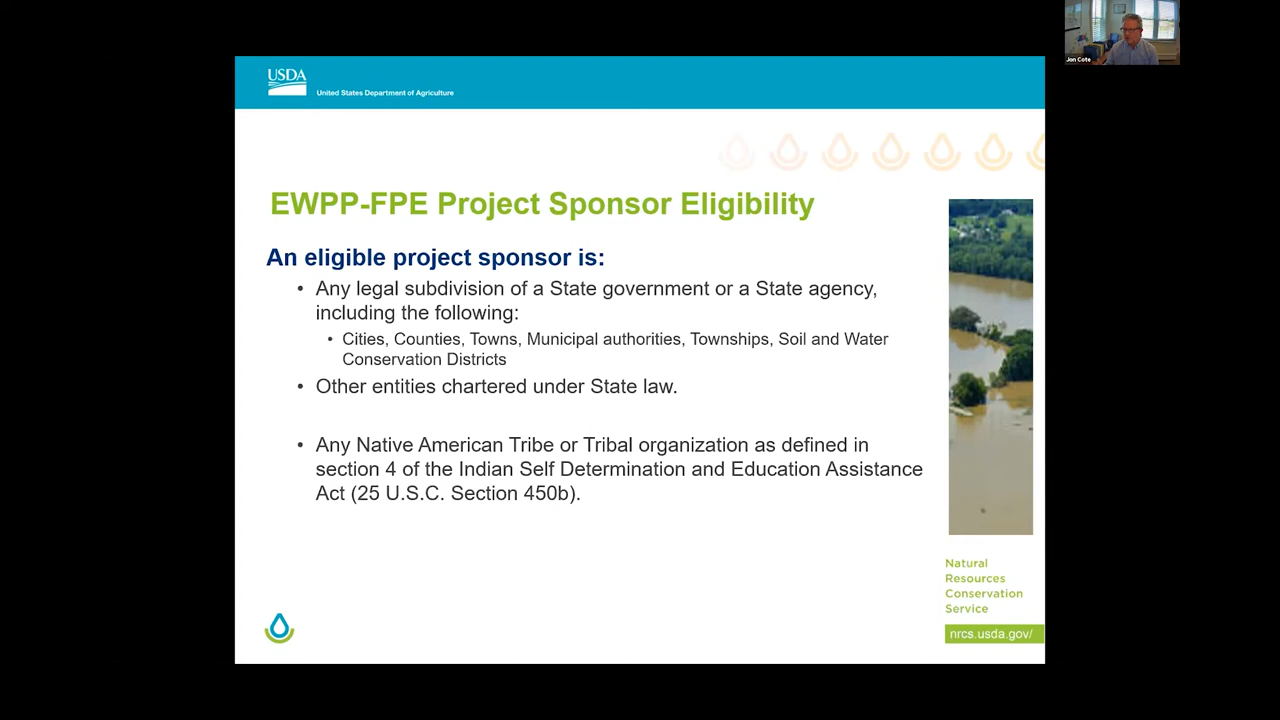 Jon Cote
USDA
United States Department of Agriculture
EWPP-FPE Project Sponsor Eligibility
An eligible project sponsor is:
• Any legal subdivision of a State government or a State agency,
including the following:
• Cities, Counties, Towns, Municipal authorities, Townships, Soil and Water
Conservation Districts
• Other entities chartered under State law.
• Any Native American Tribe or Tribal organization as defined in
section 4 of the Indian Self Determination and Education Assistance
Act (25 U.S.C. Section 450b).
Natural
Resources
Conservation
Service
nrcs.usda.gov/